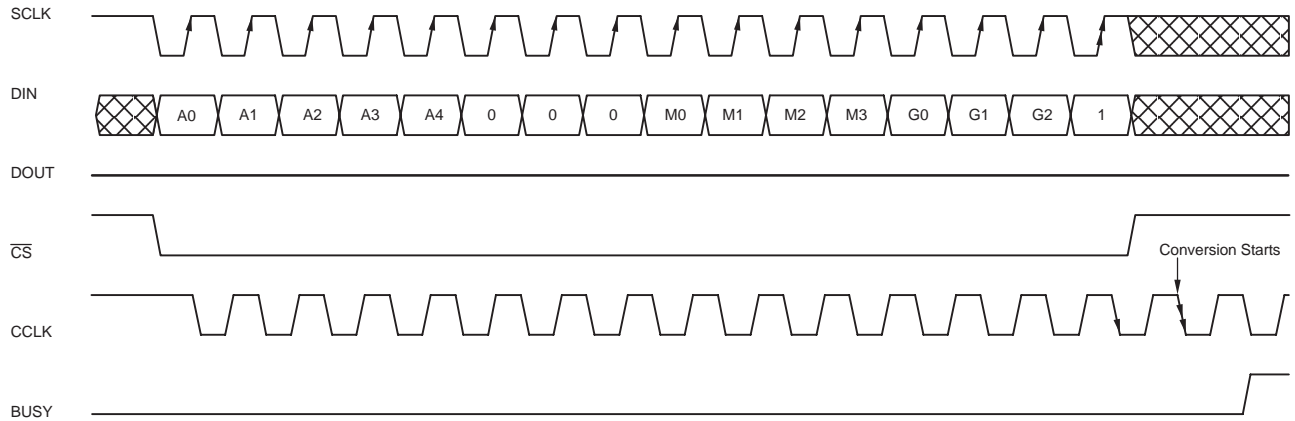 SCLK
DIN
A0 A1 A2 A3 A4 0 0 0 M0 M1 M2 M3 G0 G1 G2 1
DOUT
CS
Conversion Starts
CCLK
BUSY